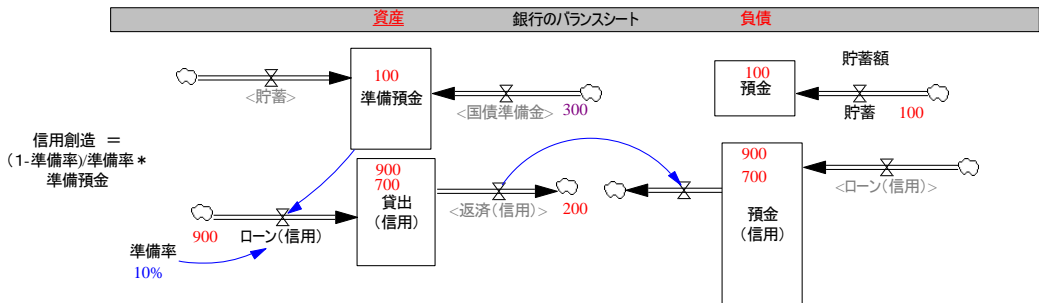 資産 銀行のバランスシート 負債
<貯蓄>
100
準備預金
<国債準備金>
300
100
預金
貯蓄額
貯蓄
100
信用創造 =
(1-準備率)/準備率*
準備預金
900
ローン(信用)
準備率
10%
900
700
貸出
(信用)
<返済(信用)>
200
900
700
預金
(信用)
<ローン(信用)>